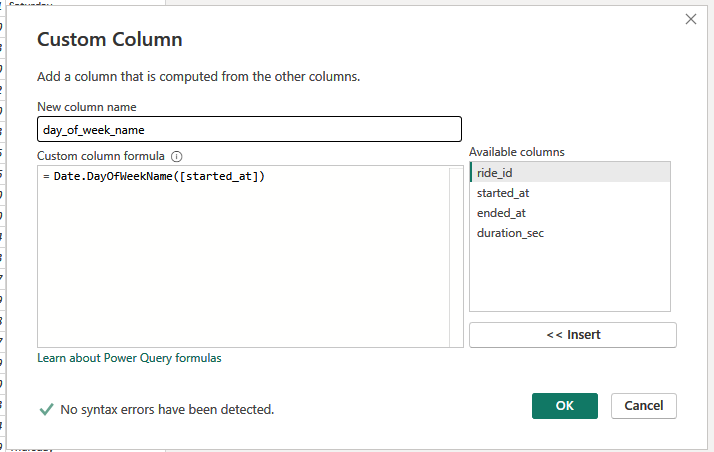 Saturday
Custom Column
Add a column that is computed from the other columns.
New column name
day_of_week_name
Custom column formula
= Date.DayOfWeekName([started_at])
Available columns
ride_id
started_at
ended_at
duration_sec
<< Insert
Learn about Power Query formulas
No syntax errors have been detected.
OK
Cancel
Thursday